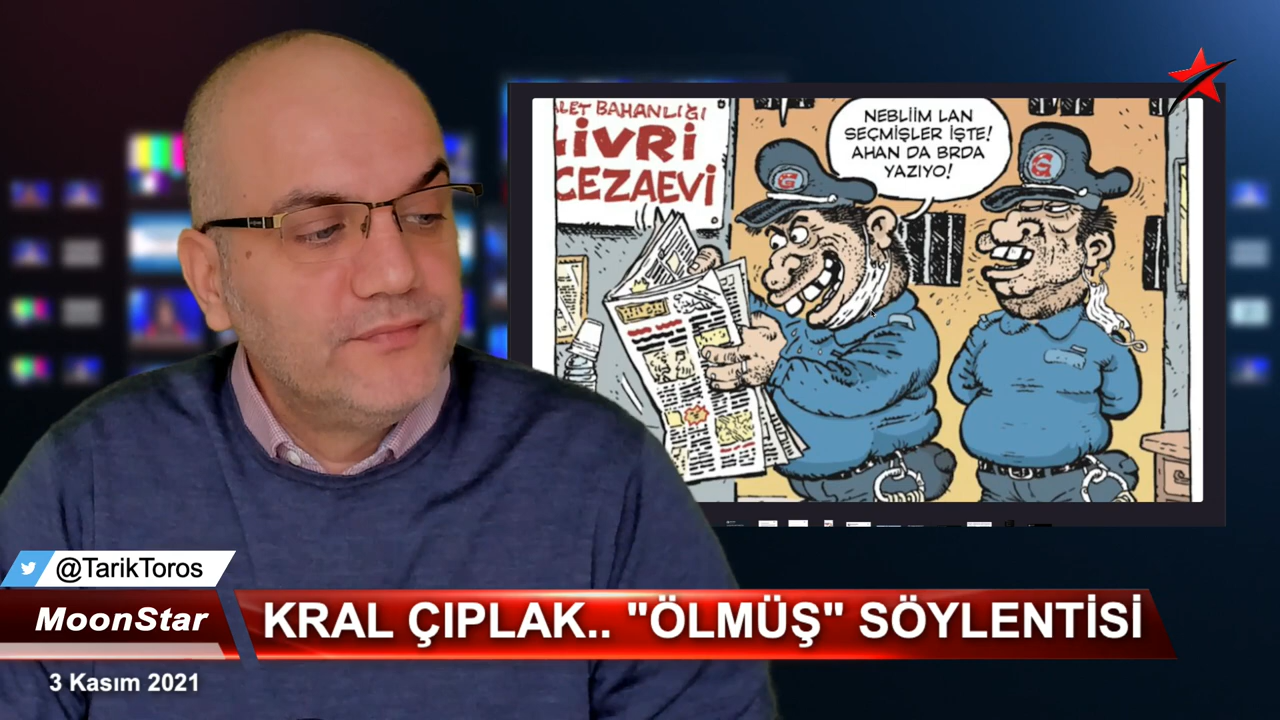 LET BAHANLIĞI
LİVRİ
CEZAEVİ
NEBLİİM LAN
SEÇMİŞLER İŞTE!
AHAN DA BRDA
YAZIYO!
@TarikToros
MoonStar
KRAL ÇIPLAK.. "ÖLMÜŞ" SÖYLENTİSİ
3 Kasım 2021